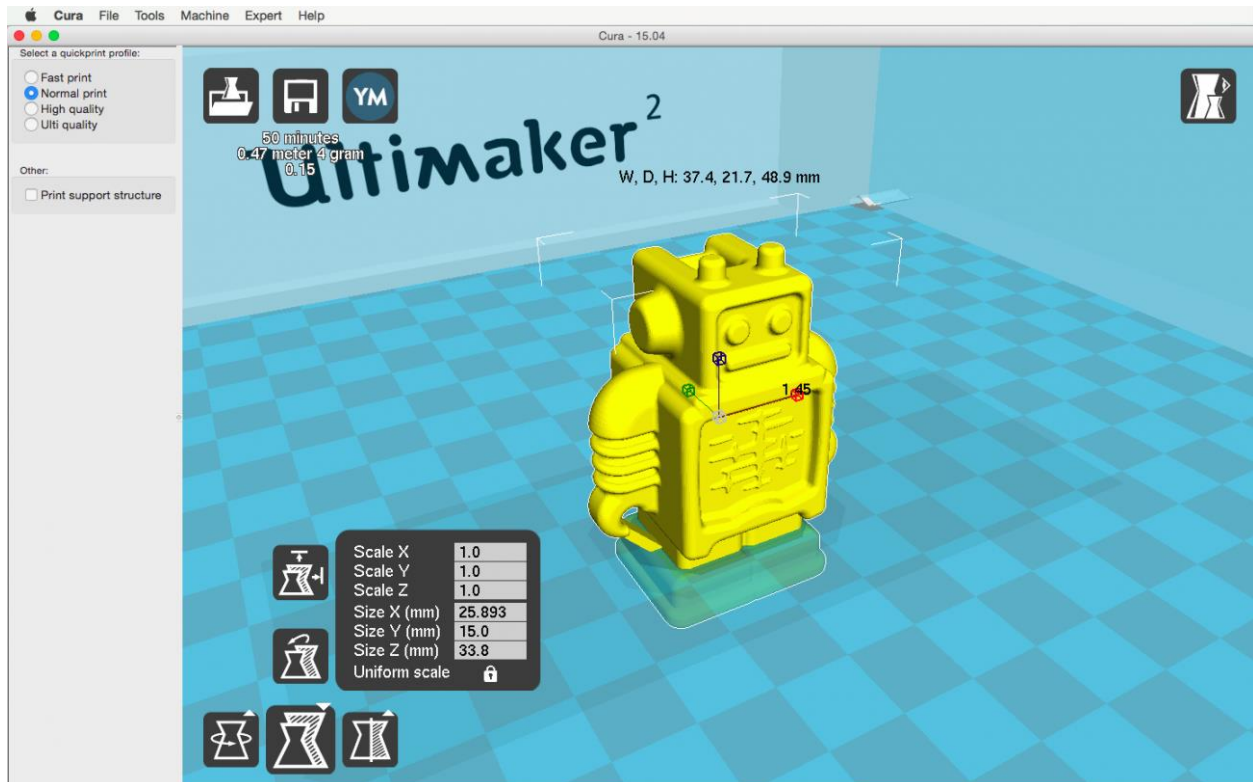 Cura File Tools Machine Expert Help
Cura - 15.04
Select a quickprint profile:
Fast print
Normal print
High quality
Ulti quality
Other:
Print support structure
YM
50 minutes
0.47 meter 4 gram
0.15
Ultimaker 2
W, D, H: 37.4, 21.7, 48.9 mm
1.45
Scale X 1.0
Scale Y 1.0
Scale Z 1.0
Size X (mm) 25.893
Size Y (mm) 15.0
Size Z (mm) 33.8
Uniform scale